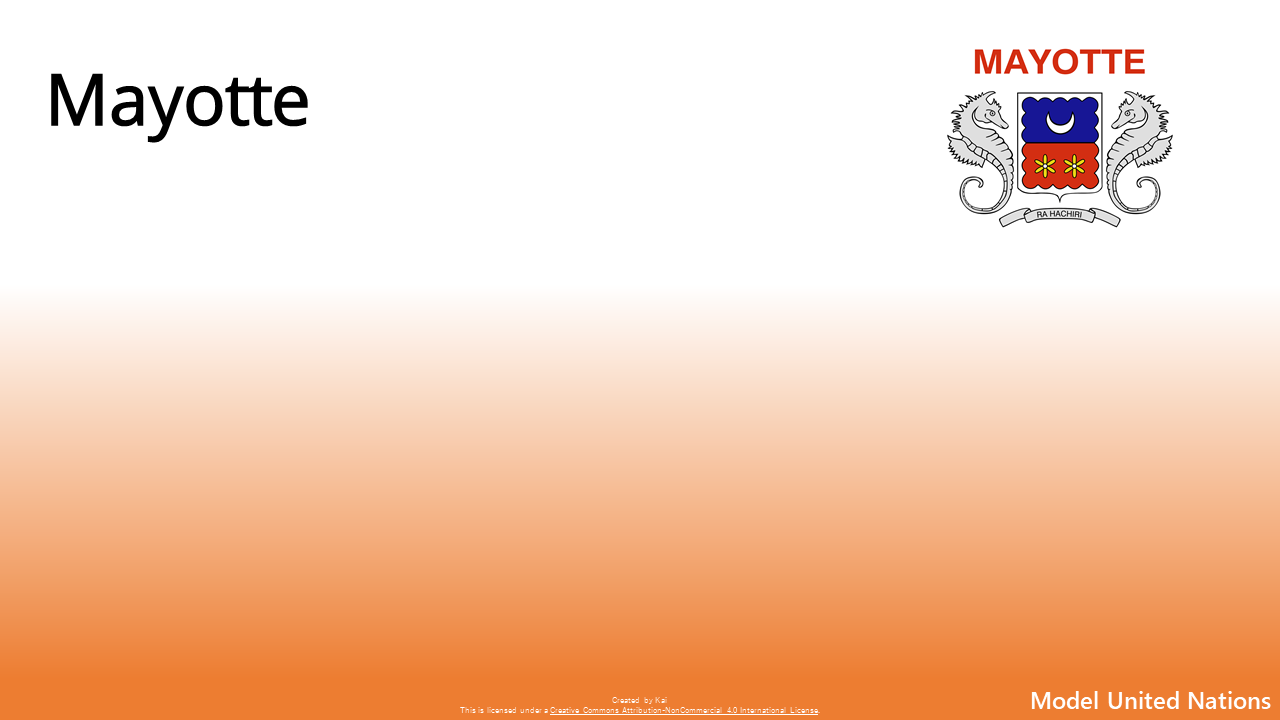 Mayotte
MAYOTTE
RA HACHIRI
Created by Kai
This is licensed under a Creative Commons Attribution-NonCommercial 4.0 International License.
Model United Nations